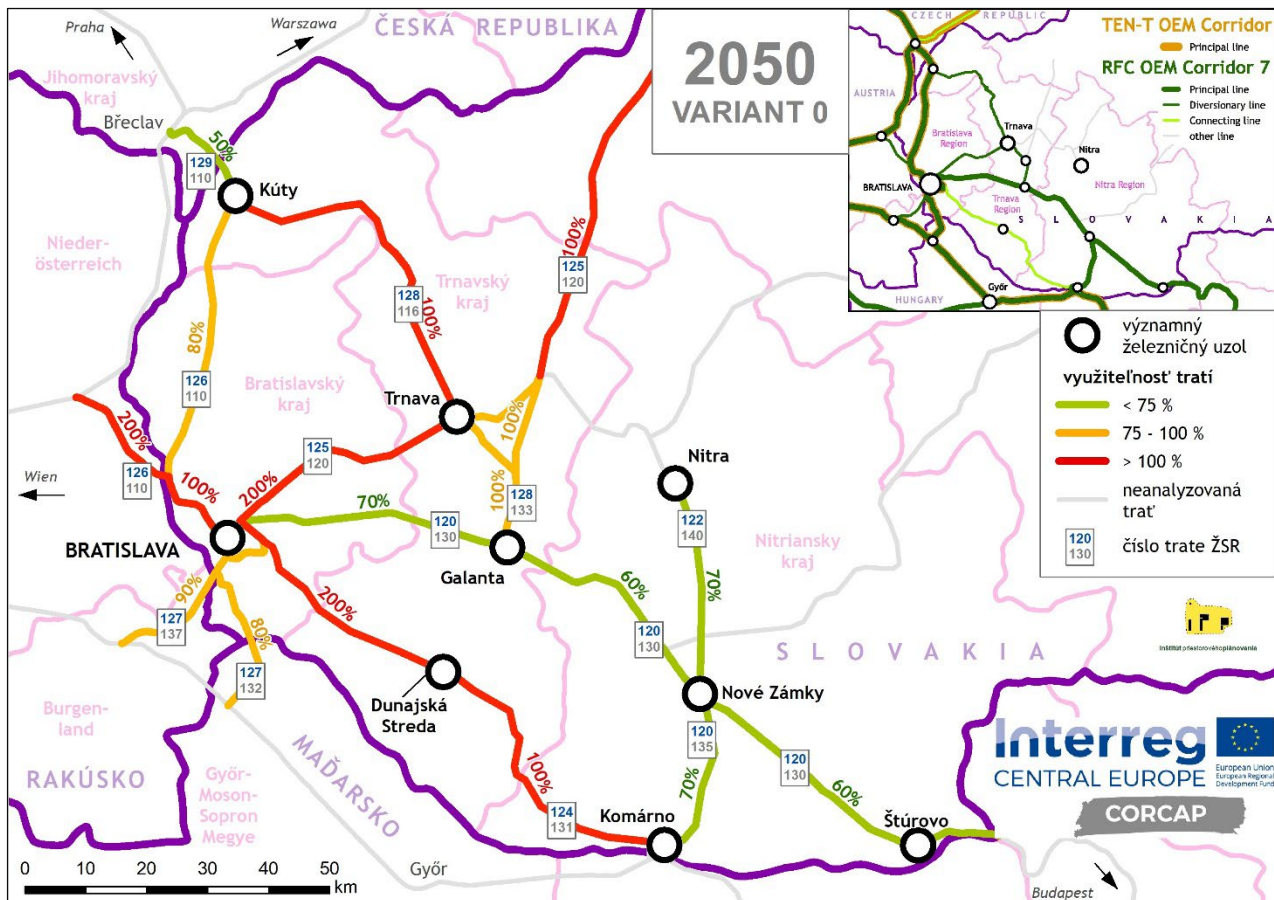 Praha
Warszawa
ČESKÁ REPUBLIKA
2050
VARIANT 0
CZECH REPUBLIC
TEN-T OEM Corridor
Principal line
RFC OEM Corridor 7
Principal line
Diversionary line
Connecting line
other line
AUSTRIA
Bratislava
Region
Trnava
Nitra
BRATISLAVA
Trnava
Region
Nitra Region
SLOVAKIA
HUNGARY
Győr
Jihomoravský
kraj
Břeclav
50%
129
110
Kúty
Nieder-
österreich
80%
126
110
Trnavský
kraj
128
116
100%
100%
125
120
Bratislavský
kraj
Trnava
100%
200%
126
110
100%
125
120
200%
100%
128
133
Wien
BRATISLAVA
70%
120
130
Galanta
Nitra
122
140
70%
Nitriansky
kraj
60%
120
130
90%
127
137
80%
127
132
200%
Dunajská
Streda
Nové Zámky
SLOVAKIA
120
135
70%
120
130
60%
100%
124
131
Komárno
Štúrovo
Burgen-
land
RAKÚSKO
MAĎARSKO
Győr-
Moson-
Sopron
Megye
Győr
Budapest
0 10 20 30 40 50
km
významný
železničný uzol
využiteľnosť tratí
< 75 %
75 - 100 %
> 100 %
neanalyzovaná
trať
120
130
číslo trate ŽSR
Inštitút priestorového plánovania
Interreg
CENTRAL EUROPE
European Union
European Regional
Development Fund
CORCAP